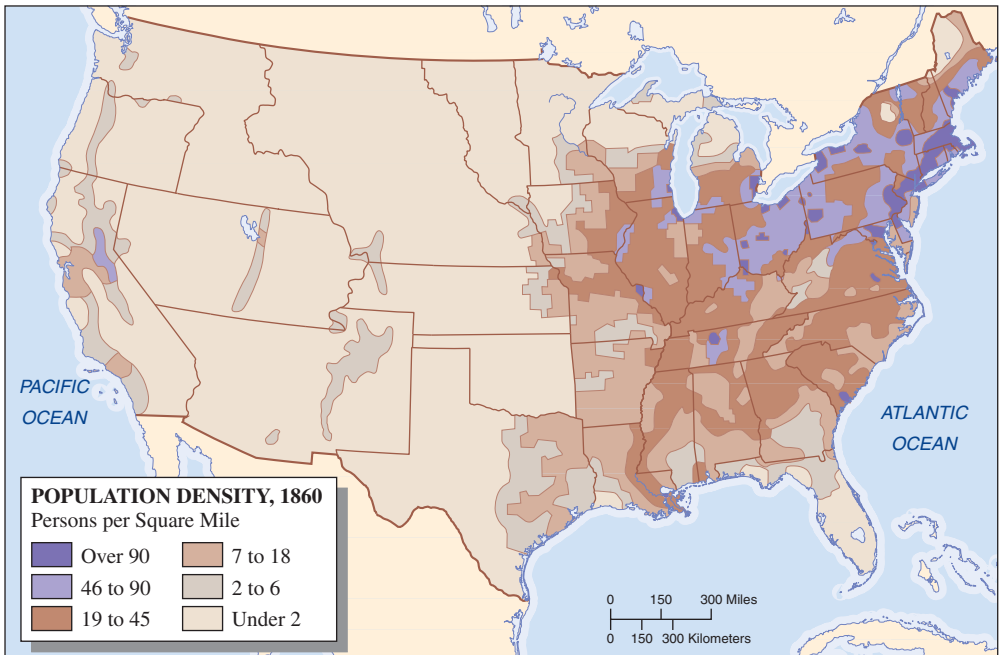 PACIFIC
OCEAN
ATLANTIC
OCEAN
POPULATION DENSITY, 1860
Persons per Square Mile
Over 90
7 to 18
46 to 90
2 to 6
19 to 45
Under 2
0 150 300 Miles
0 150 300 Kilometers